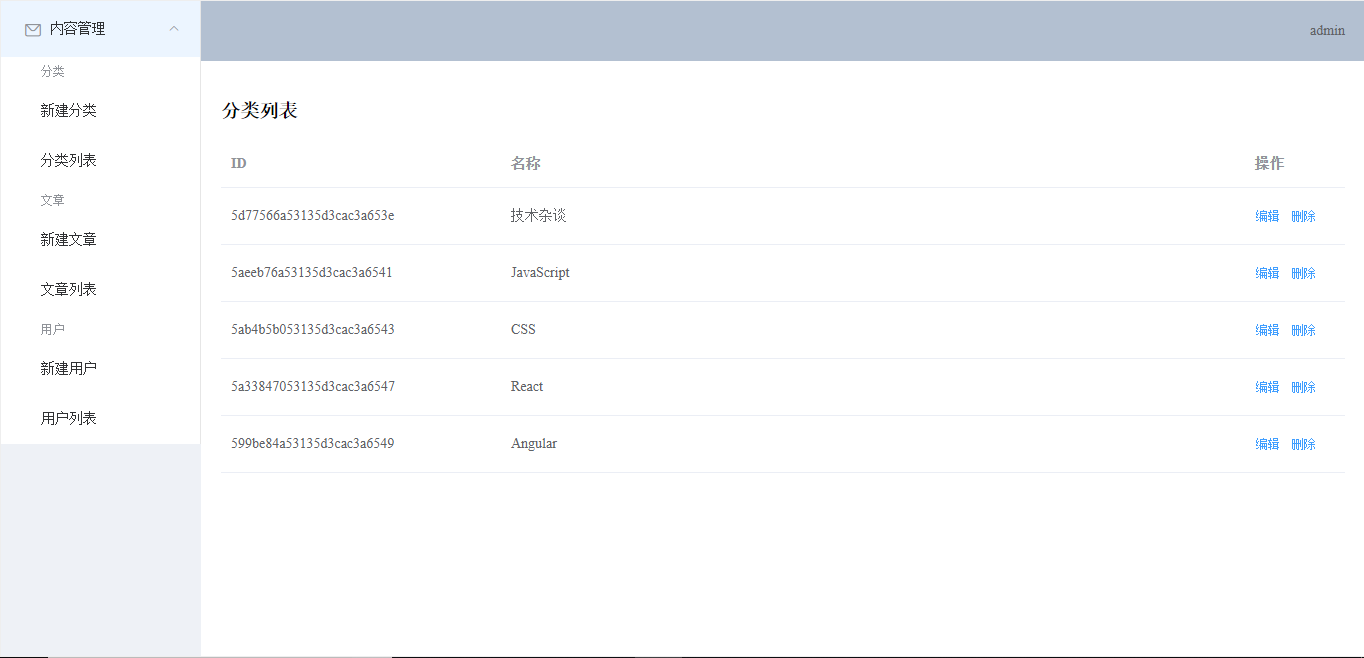 内容管理
分类
新建分类
分类列表
文章
新建文章
文章列表
用户
新建用户
用户列表
admin
分类列表
ID 名称 操作
5d77566a53135d3cac3a653e 技术杂谈 编辑 删除
5aeeb76a53135d3cac3a6541 JavaScript 编辑 删除
5ab4b5b053135d3cac3a6543 CSS 编辑 删除
5a33847053135d3cac3a6547 React 编辑 删除
599be84a53135d3cac3a6549 Angular 编辑 删除